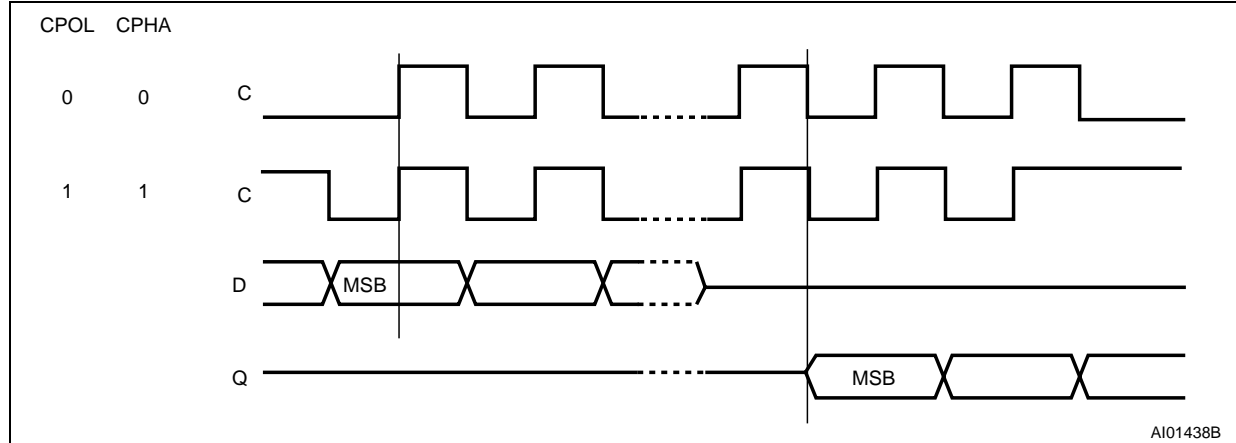 CPOL CPHA
0 0 C
1 1 C
D MSB
Q MSB
AI01438B